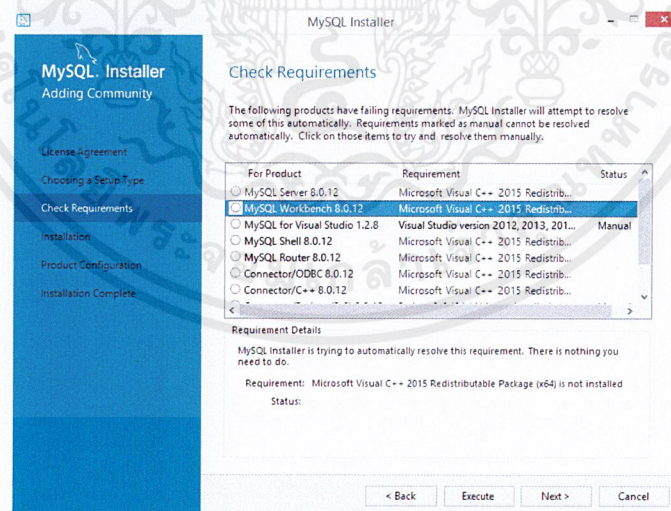 MySQL Installer
MySQL. Installer
Adding Community
License Agreement
Choosing a Setup Type
Check Requirements
Installation
Product Configuration
Installation Complete
Check Requirements
The following products have failing requirements. MySQL Installer will attempt to resolve
some of this automatically. Requirements marked as manual cannot be resolved
automatically. Click on those items to try and resolve them manually.
For Product Requirement Status
MySQL Server 8.0.12 Microsoft Visual C++ 2015 Redistrib...
MySQL Workbench 8.0.12 Microsoft Visual C++ 2015 Redistrib...
MySQL for Visual Studio 1.2.8 Visual Studio version 2012, 2013, 201... Manual
MySQL Shell 8.0.12 Microsoft Visual C++ 2015 Redistrib...
MySQL Router 8.0.12 Microsoft Visual C++ 2015 Redistrib...
Connector/ODBC 8.0.12 Microsoft Visual C++ 2015 Redistrib...
Connector/C++ 8.0.12 Microsoft Visual C++ 2015 Redistrib...
Requirement Details
MySQL Installer is trying to automatically resolve this requirement. There is nothing you
need to do.
Requirement: Microsoft Visual C++ 2015 Redistributable Package (x64) is not installed
Status:
< Back Execute Next > Cancel